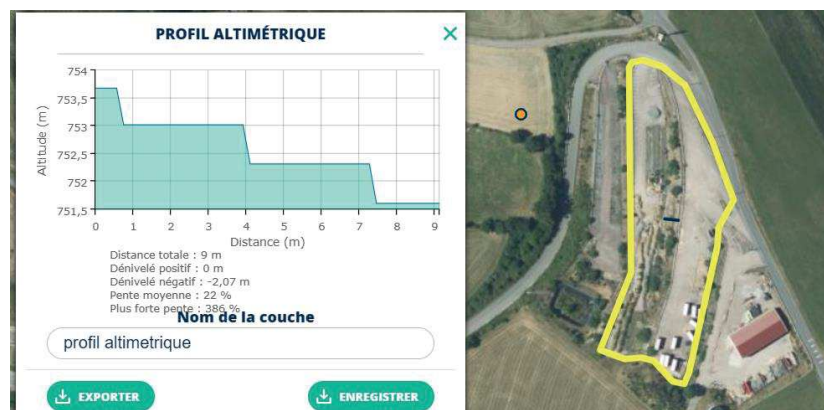 PROFIL ALTIMÉTRIQUE
Altitude (m)
754
753,5
753
752,5
752
751,5
0 1 2 3 4 5 6 7 8 9
Distance (m)
Distance totale : 9 m
Dénivelé positif : 0 m
Dénivelé négatif : -2,07 m
Pente moyenne : 22 %
Plus forte pente : 386 %
Nom de la couche
profil altimetrique
EXPORTER
ENREGISTRER